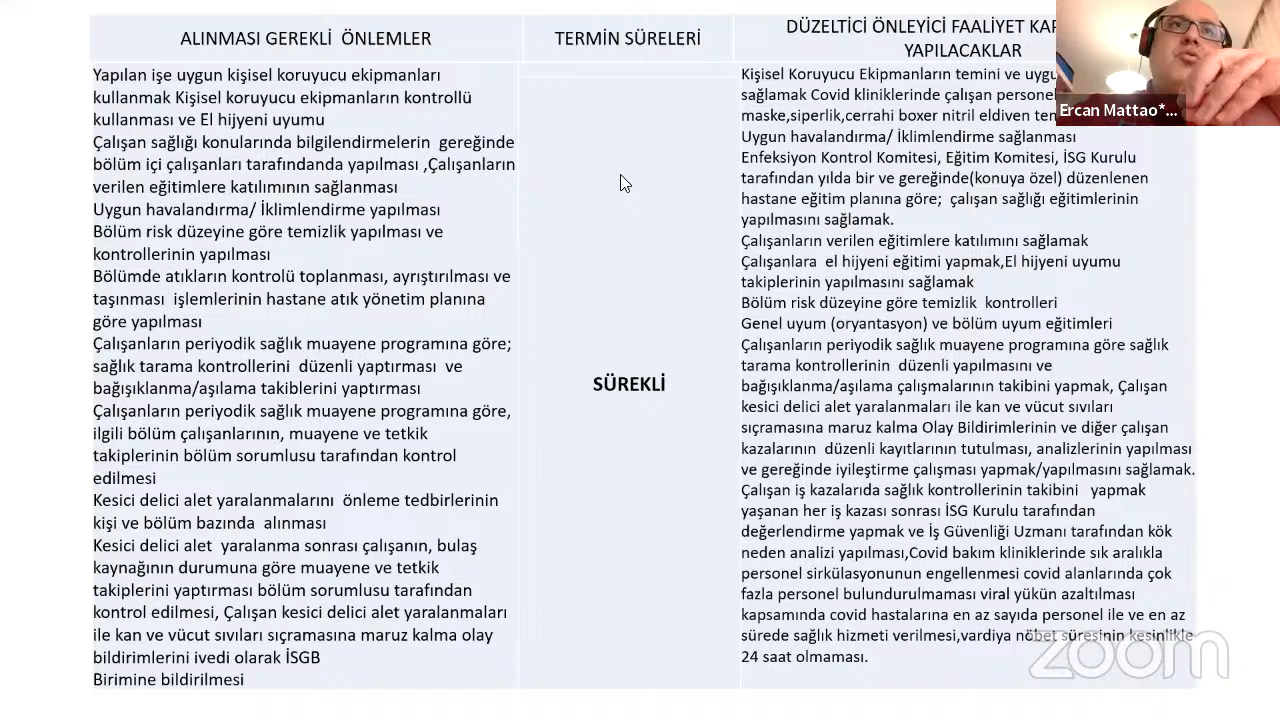 ALINMASI GEREKLİ ÖNLEMLER
TERMİN SÜRELERİ
DÜZELTİCİ ÖNLEYİCİ FAALİYET
YAPILACAKLAR
Yapılan işe uygun kişisel koruyucu ekipmanları
kullanmak Kişisel koruyucu ekipmanların kontrollü
kullanması ve El hijyeni uyumu
Çalışan sağlığı konularında bilgilendirmelerin gereğinde
bölüm içi çalışanları tarafındanda yapılması ,Çalışanların
verilen eğitimlere katılımının sağlanması
Uygun havalandırma/ İklimlendirme yapılması
Bölüm risk düzeyine göre temizlik yapılması ve
kontrollerinin yapılması
Bölümde atıkların kontrolü toplanması, ayrıştırılması ve
taşınması işlemlerinin hastane atık yönetim planına
göre yapılması
Çalışanların periyodik sağlık muayene programına göre;
sağlık tarama kontrollerini düzenli yaptırması ve
bağışıklanma/aşılama takiblerini yaptırması
Çalışanların periyodik sağlık muayene programına göre,
ilgili bölüm çalışanlarının, muayene ve tetkik
takiplerinin bölüm sorumlusu tarafından kontrol
edilmesi
Kesici delici alet yaralanmalarını önleme tedbirlerinin
kişi ve bölüm bazında alınması
Kesici delici alet yaralanma sonrası çalışanın, bulaş
kaynağının durumuna göre muayene ve tetkik
takiplerini yaptırması bölüm sorumlusu tarafından
kontrol edilmesi, Çalışan kesici delici alet yaralanmaları
ile kan ve vücut sıvıları sıçramasına maruz kalma olay
bildirimlerini ivedi olarak İSGB
Birimine bildirilmesi
SÜREKLİ
Kişisel Koruyucu Ekipmanların temini ve
sağlamak Covid kliniklerinde çalışan
maske,siperlik,cerrahi boxer nitril eldiven
Uygun havalandırma/ İklimlendirme sağlanması
Enfeksiyon Kontrol Komitesi, Eğitim Komitesi, İSG Kurulu
tarafından yılda bir ve gereğinde(konuya özel) düzenlenen
hastane eğitim planına göre; çalışan sağlığı eğitimlerinin
yapılmasını sağlamak.
Çalışanların verilen eğitimlere katılımını sağlamak
Çalışanlara el hijyeni eğitimi yapmak,El hijyeni uyumu
takiplerinin yapılmasını sağlamak
Bölüm risk düzeyine göre temizlik kontrolleri
Genel uyum (oryantasyon) ve bölüm uyum eğitimleri
Çalışanların periyodik sağlık muayene programına göre sağlık
tarama kontrollerinin düzenli yapılmasını ve
bağışıklanma/aşılama çalışmalarının takibini yapmak, Çalışan
kesici delici alet yaralanmaları ile kan ve vücut sıvıları
sıçramasına maruz kalma Olay Bildirimlerinin ve diğer çalışan
kazalarının düzenli kayıtlarının tutulması, analizlerinin yapılması
ve gereğinde iyileştirme çalışması yapmak/yapılmasını sağlamak.
Çalışan iş kazalarıda sağlık kontrollerinin takibini yapmak
yaşanan her iş kazası sonrası İSG Kurulu tarafından
değerlendirme yapmak ve İş Güvenliği Uzmanı tarafından kök
neden analizi yapılması,Covid bakım kliniklerinde sık aralıkla
personel sirkülasyonunun engellenmesi covid alanlarında çok
fazla personel bulundurulmaması viral yükün azaltılması
kapsamında covid hastalarına en az sayıda personel ile ve en az
sürede sağlık hizmeti verilmesi,vardiya nöbet süresinin kesinlikle
24 saat olmaması.
Ercan Mattao*...
zoom